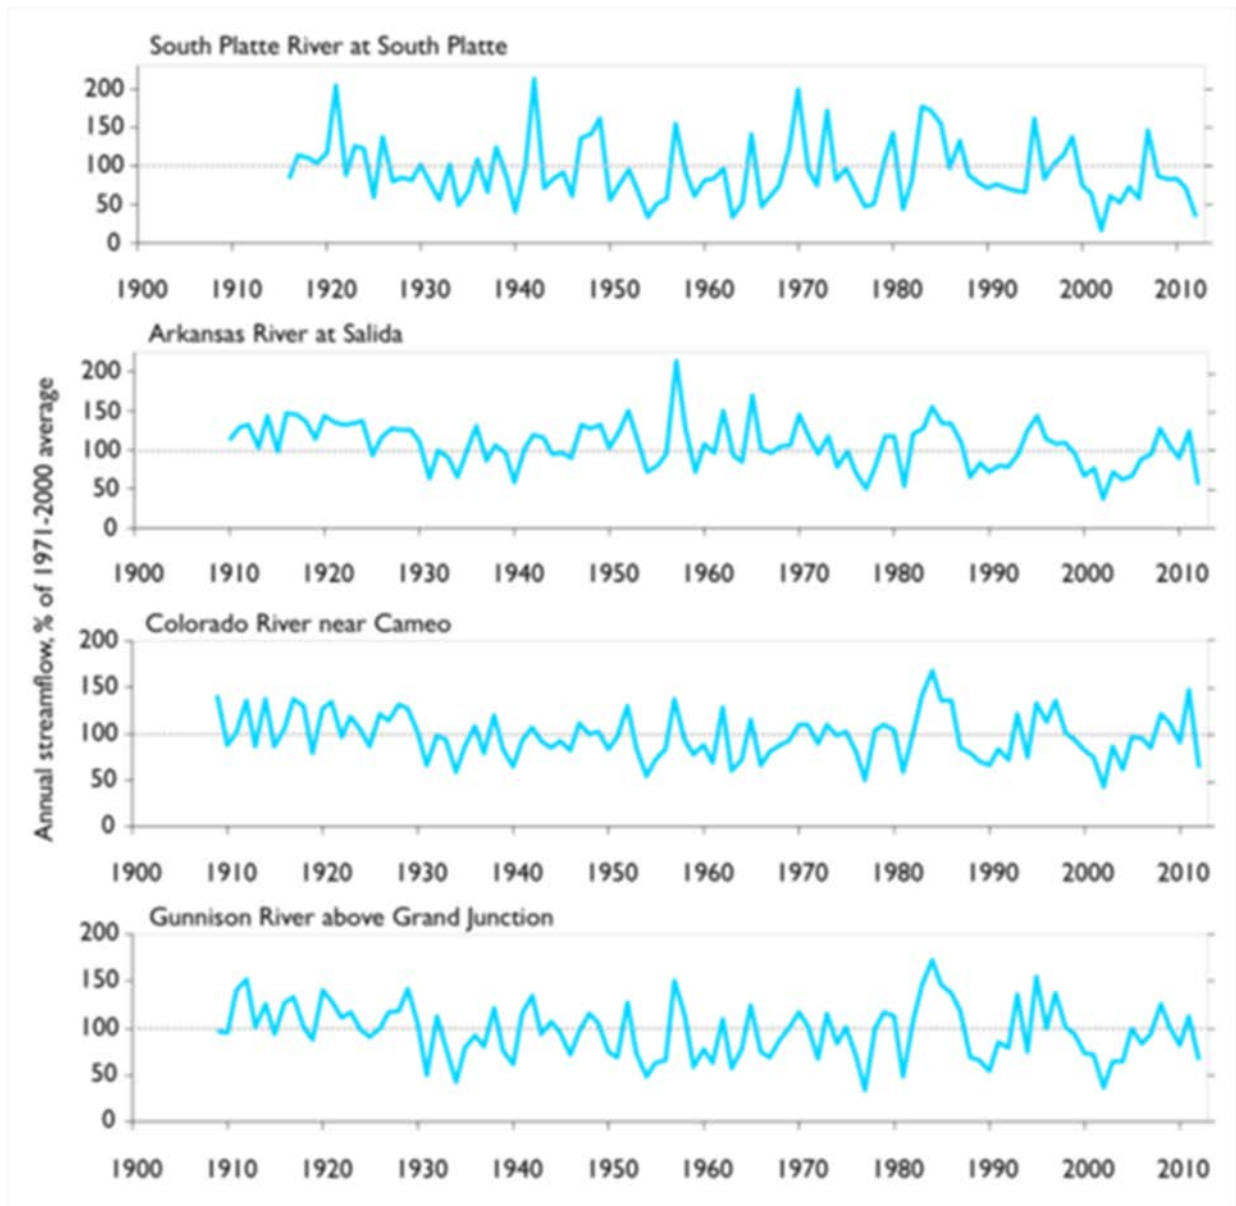 South Platte River at South Platte
200
150
100
50
0
1900 1910 1920 1930 1940 1950 1960 1970 1980 1990 2000 2010
Arkansas River at Salida
200
150
100
50
0
1900 1910 1920 1930 1940 1950 1960 1970 1980 1990 2000 2010
Annual streamflow, % of 1971-2000 average
Colorado River near Cameo
200
150
100
50
0
1900 1910 1920 1930 1940 1950 1960 1970 1980 1990 2000 2010
Gunnison River above Grand Junction
200
150
100
50
0
1900 1910 1920 1930 1940 1950 1960 1970 1980 1990 2000 2010